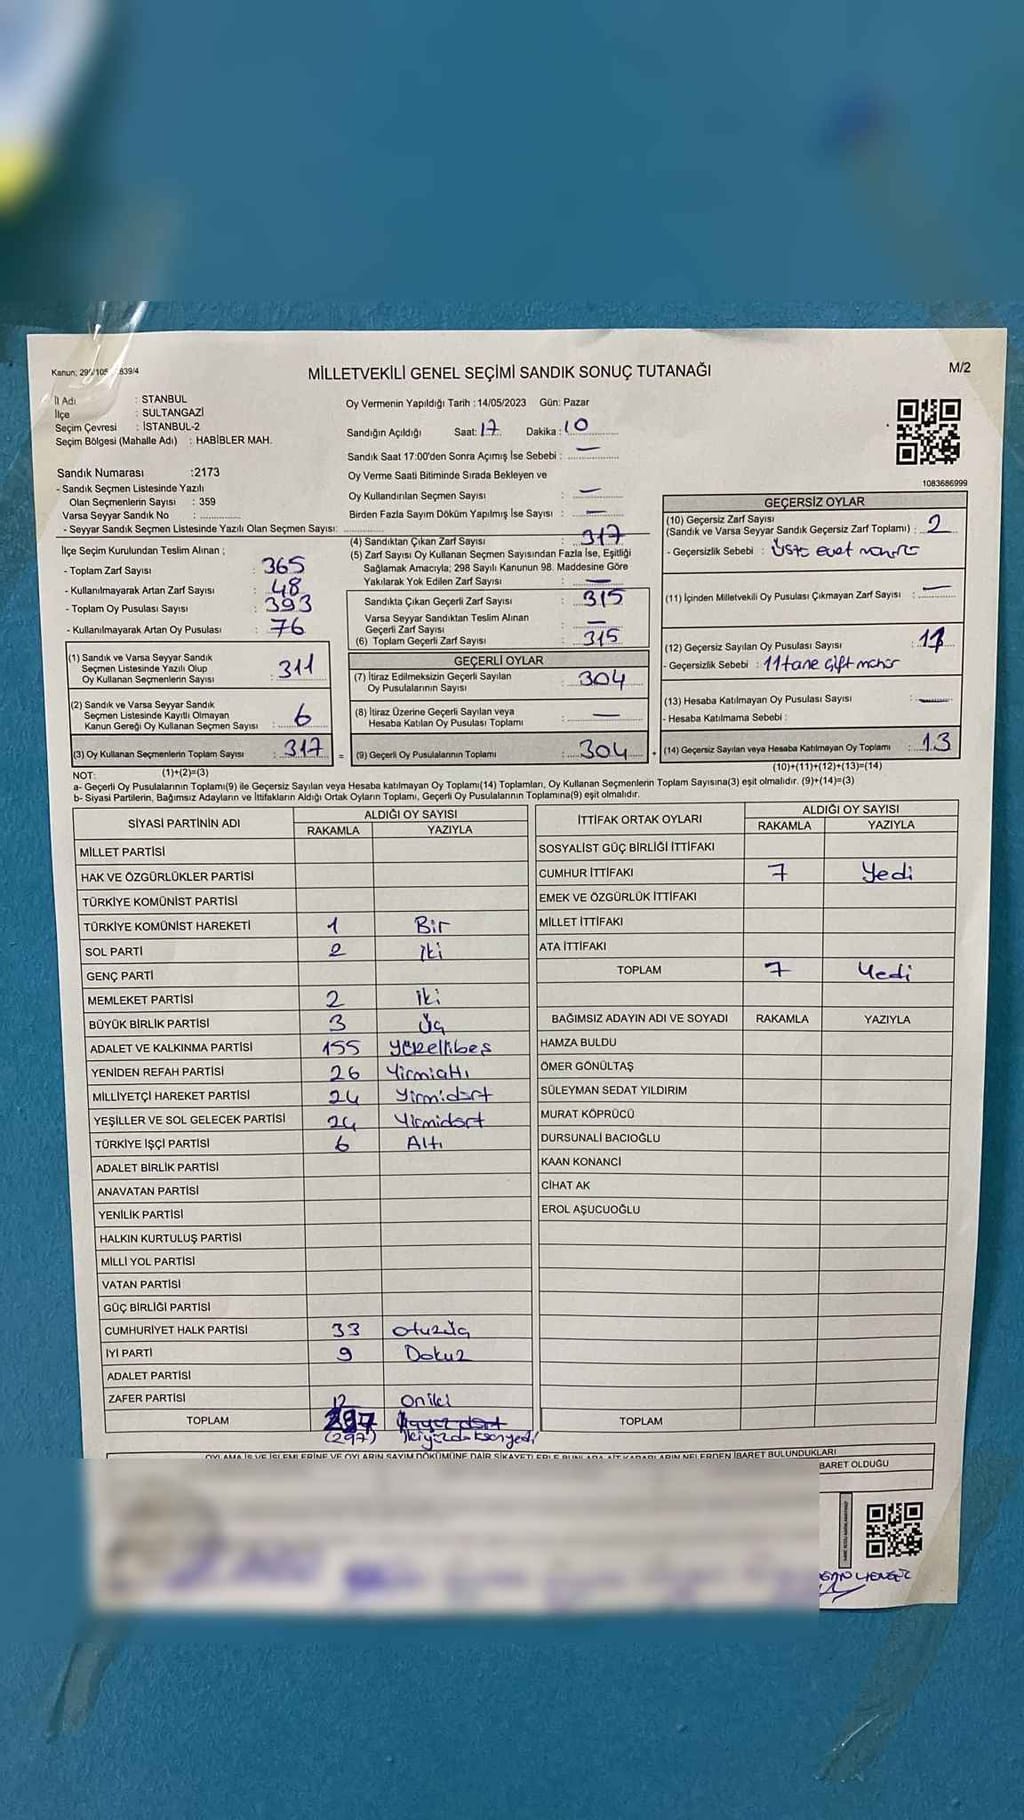 Kanun: 298/105 839/4
MİLLETVEKİLİ GENEL SEÇİMİ SANDIK SONUÇ TUTANAĞI
M/2
İl Adı : STANBUL
İlçe : SULTANGAZİ
Seçim Çevresi : İSTANBUL-2
Seçim Bölgesi (Mahalle Adı) : HABİBLER MAH.
Sandık Numarası :2173
- Sandık Seçmen Listesinde Yazılı
Olan Seçmenlerin Sayısı : 359
Varsa Seyyar Sandık No :
- Seyyar Sandık Seçmen Listesinde Yazılı Olan Seçmen Sayısı:
İlçe Seçim Kurulundan Teslim Alınan ;
- Toplam Zarf Sayısı : 365
- Kullanılmayarak Artan Zarf Sayısı : 48
- Toplam Oy Pusulası Sayısı : 393
- Kullanılmayarak Artan Oy Pusulası : 76
(1) Sandık ve Varsa Seyyar Sandık
Seçmen Listesinde Yazılı Olup
Oy Kullanan Seçmenlerin Sayısı : 311
(2) Sandık ve Varsa Seyyar Sandık
Seçmen Listesinde Kayıtlı Olmayan
Kanun Gereği Oy Kullanan Seçmen Sayısı : 6
(3) Oy Kullanan Seçmenlerin Toplam Sayısı : 317 =
(1)+(2)=(3)
Oy Vermenin Yapıldığı Tarih : 14/05/2023 Gün: Pazar
Sandığın Açıldığı Saat: 17 Dakika : 10
Sandık Saat 17:00'den Sonra Açımış İse Sebebi : —
Oy Verme Saati Bitiminde Sırada Bekleyen ve
Oy Kullandırılan Seçmen Sayısı : —
Birden Fazla Sayım Döküm Yapılmış İse Sayısı : —
(4) Sandıktan Çıkan Zarf Sayısı : 317
(5) Zarf Sayısı Oy Kullanan Seçmen Sayısından Fazla İse, Eşitliği
Sağlamak Amacıyla; 298 Sayılı Kanunun 98. Maddesine Göre
Yakılarak Yok Edilen Zarf Sayısı : —
Sandıkta Çıkan Geçerli Zarf Sayısı : 315
Varsa Seyyar Sandıktan Teslim Alınan
Geçerli Zarf Sayısı : —
(6) Toplam Geçerli Zarf Sayısı : 315
GEÇERLİ OYLAR
(7) İtiraz Edilmeksizin Geçerli Sayılan
Oy Pusulalarının Sayısı : 304
(8) İtiraz Üzerine Geçerli Sayılan veya
Hesaba Katılan Oy Pusulası Toplamı : —
(9) Geçerli Oy Pusulalarının Toplamı : 304
1083686999
GEÇERSİZ OYLAR
(10) Geçersiz Zarf Sayısı
(Sandık ve Varsa Seyyar Sandık Geçersiz Zarf Toplamı) : 2
- Geçersizlik Sebebi :
(11) İçinden Milletvekili Oy Pusulası Çıkmayan Zarf Sayısı : —
(12) Geçersiz Sayılan Oy Pusulası Sayısı : 11
- Geçersizlik Sebebi : 11 tane çift mühür
(13) Hesaba Katılmayan Oy Pusulası Sayısı : —
- Hesaba Katılmama Sebebi :
(14) Geçersiz Sayılan veya Hesaba Katılmayan Oy Toplamı : 13
(10)+(11)+(12)+(13)=(14)
NOT:
a- Geçerli Oy Pusulalarının Toplamı(9) ile Geçersiz Sayılan veya Hesaba katılmayan Oy Toplamı(14) Toplamları, Oy Kullanan Seçmenlerin Toplam Sayısına(3) eşit olmalıdır. (9)+(14)=(3)
b- Siyasi Partilerin, Bağımsız Adayların ve İttifakların Aldığı Ortak Oyların Toplamı, Geçerli Oy Pusulalarının Toplamına(9) eşit olmalıdır.
SİYASİ PARTİNİN ADI ALDIĞI OY SAYISI
RAKAMLA YAZIYLA
MİLLET PARTİSİ
HAK VE ÖZGÜRLÜKLER PARTİSİ
TÜRKİYE KOMÜNİST PARTİSİ
TÜRKİYE KOMÜNİST HAREKETİ 1 Bir
SOL PARTİ 2 İki
GENÇ PARTİ
MEMLEKET PARTİSİ 2 İki
BÜYÜK BİRLİK PARTİSİ 3 Üç
ADALET VE KALKINMA PARTİSİ 155 Yüzellibeş
YENİDEN REFAH PARTİSİ 26 Yirmialtı
MİLLİYETÇİ HAREKET PARTİSİ 24 Yirmidört
YEŞİLLER VE SOL GELECEK PARTİSİ 24 Yirmidört
TÜRKİYE İŞÇİ PARTİSİ 6 Altı
ADALET BİRLİK PARTİSİ
ANAVATAN PARTİSİ
YENİLİK PARTİSİ
HALKIN KURTULUŞ PARTİSİ
MİLLİ YOL PARTİSİ
VATAN PARTİSİ
GÜÇ BİRLİĞİ PARTİSİ
CUMHURİYET HALK PARTİSİ 33 otuzüç
İYİ PARTİ 9 Dokuz
ADALET PARTİSİ
ZAFER PARTİSİ 12 Oniki
TOPLAM 297
(297) İkiyüzdoksanyedi
İTTİFAK ORTAK OYLARI ALDIĞI OY SAYISI
RAKAMLA YAZIYLA
SOSYALİST GÜÇ BİRLİĞİ İTTİFAKI
CUMHUR İTTİFAKI 7 Yedi
EMEK VE ÖZGÜRLÜK İTTİFAKI
MİLLET İTTİFAKI
ATA İTTİFAKI
TOPLAM 7 Yedi
BAĞIMSIZ ADAYIN ADI VE SOYADI RAKAMLA YAZIYLA
HAMZA BULDU
ÖMER GÖNÜLTAŞ
SÜLEYMAN SEDAT YILDIRIM
MURAT KÖPRÜCÜ
DURSUNALİ BACIOĞLU
KAAN KONANCİ
CİHAT AK
EROL AŞUCUOĞLU
TOPLAM
OYLAMA İŞ VE İŞLEMLERİNE VE OYLARIN SAYIM DÖKÜMÜNE DAİR NELERDEN İBARET BULUNDUKLARI
BARET OLDUĞU